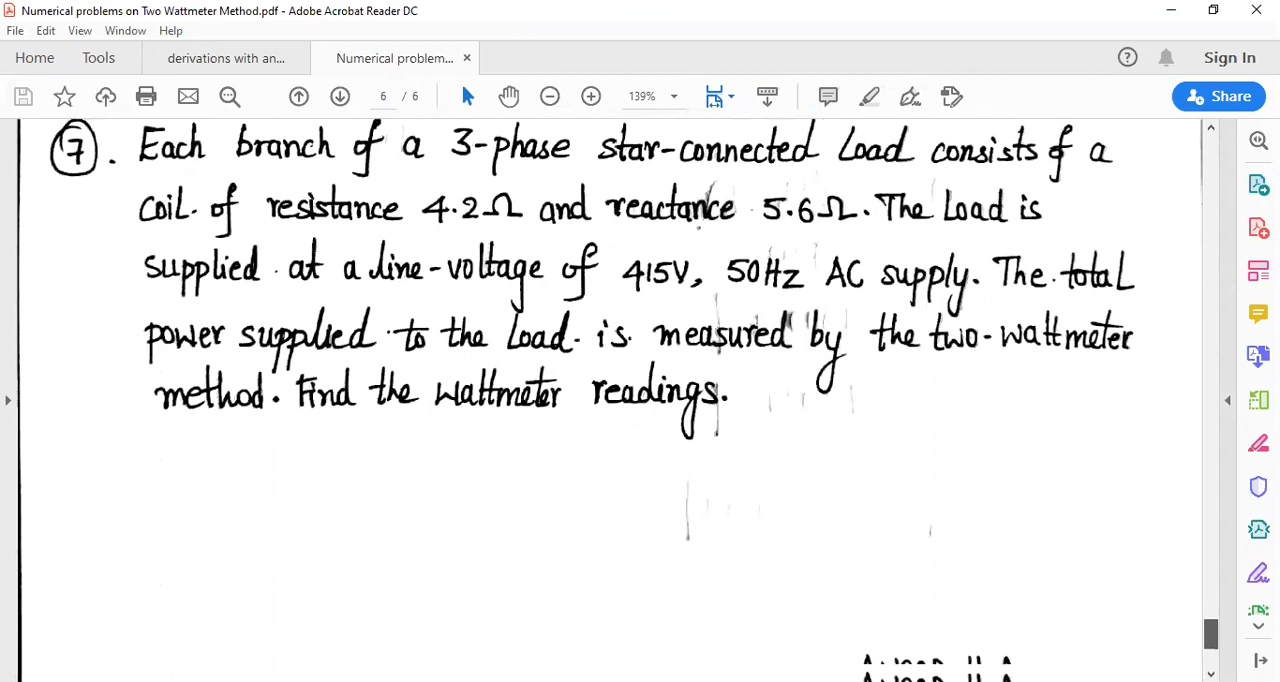 Numerical problems on Two Wattmeter Method.pdf - Adobe Acrobat Reader DC
File Edit View Window Help
Home Tools derivations with an... Numerical problem... × Sign In
6 / 6 139% Share
7. Each branch of a 3-phase star-connected Load consists of a
coil of resistance 4.2Ω and reactance 5.6Ω. The Load is
supplied at a line-voltage of 415V, 50Hz AC supply. The total
power supplied to the Load is measured by the two-wattmeter
method. Find the wattmeter readings.